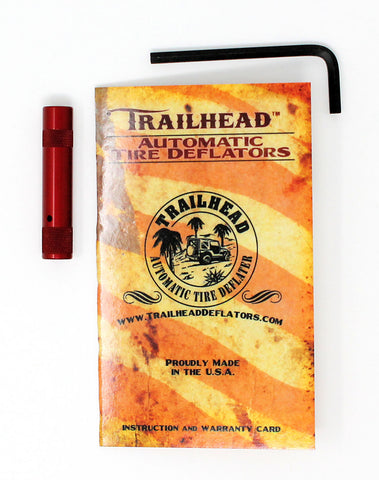 TRAILHEAD™
AUTOMATIC
TIRE DEFLATORS
TRAILHEAD
AUTOMATIC TIRE DEFLATER
WWW.TRAILHEADDEFLATORS.COM
PROUDLY MADE
IN THE U.S.A.
INSTRUCTION AND WARRANTY CARD